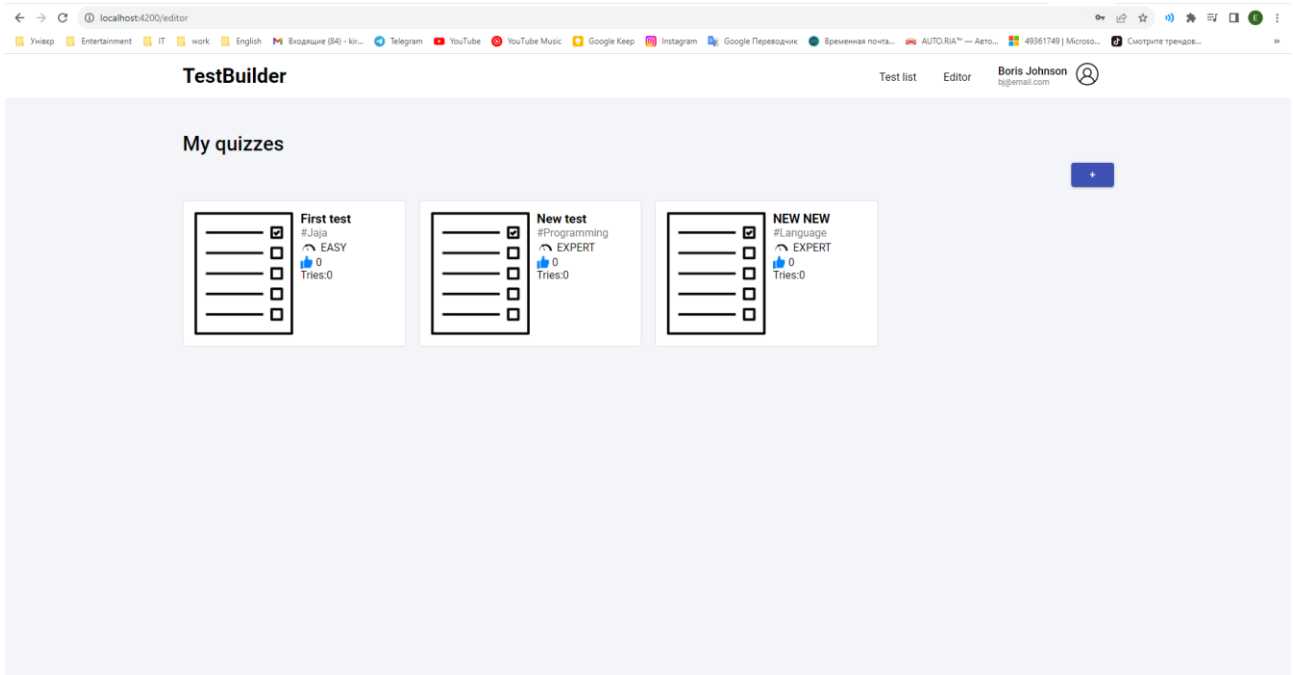 localhost:4200/editor
E
Універ Entertainment IT work English Входящие (84) - kir... Telegram YouTube YouTube Music Google Keep Instagram Google Переводчик Временная почта... AUTO.RIA™ — Авто... 49361749 | Microso... Смотрите трендов... »
TestBuilder
Test list Editor Boris Johnson
bj@email.com
My quizzes
+
First test
#Jaja
EASY
0
Tries:0
New test
#Programming
EXPERT
0
Tries:0
NEW NEW
#Language
EXPERT
0
Tries:0